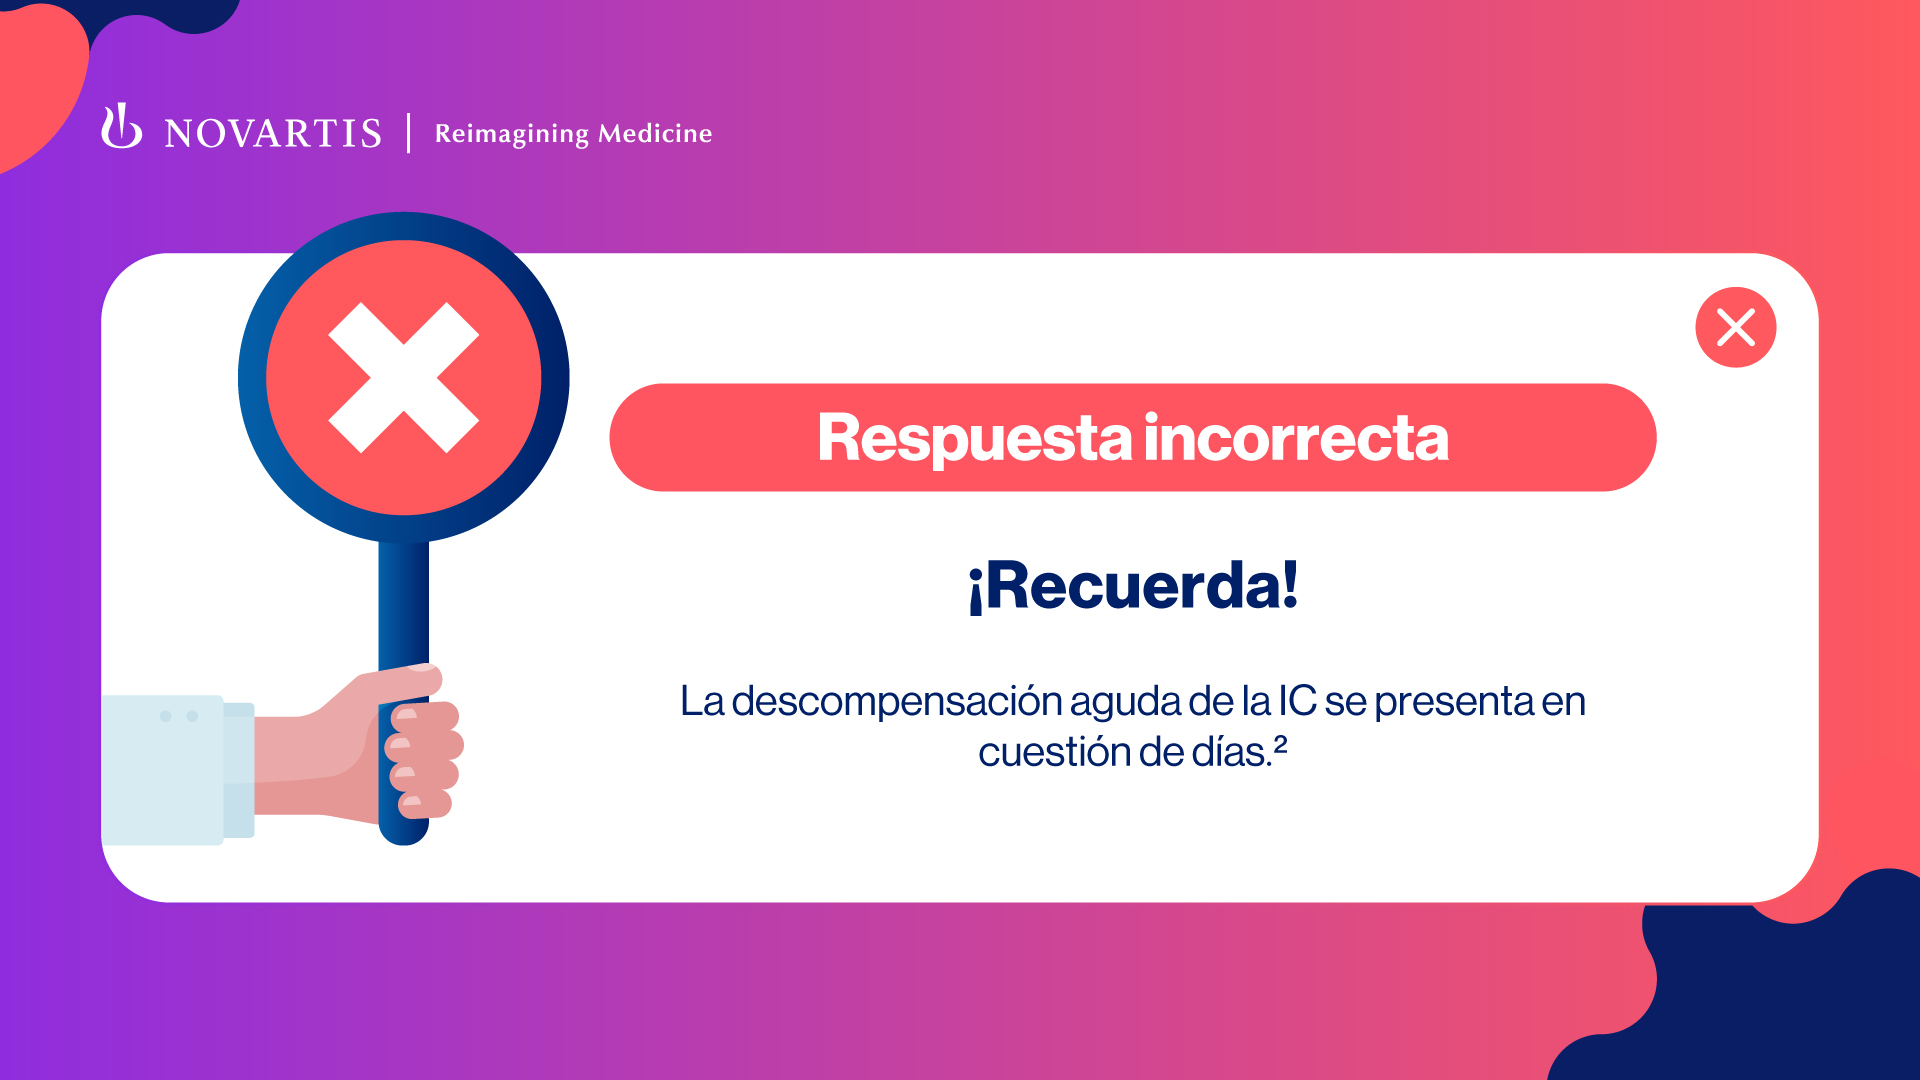 NOVARTIS | Reimagining Medicine
Respuesta incorrecta
¡Recuerda!
La descompensación aguda de la IC se presenta en
cuestión de días.²